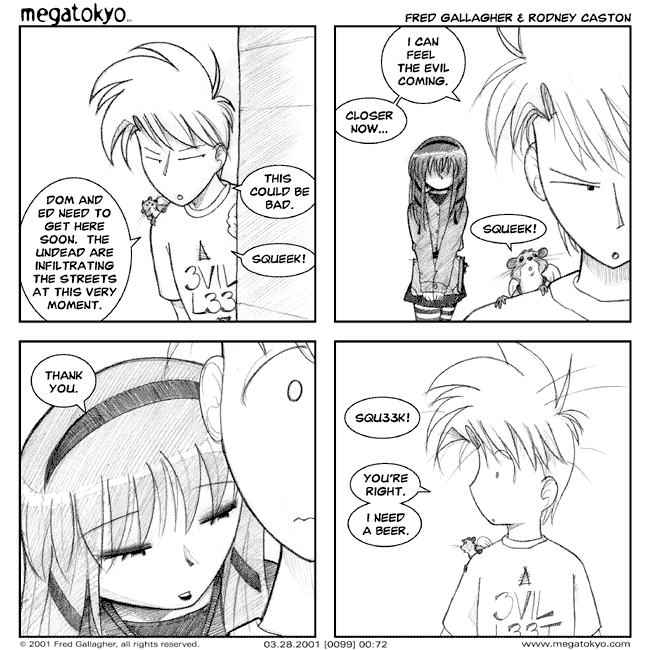 megatokyo
FRED GALLAGHER & RODNEY CASTON
THIS
COULD BE
BAD.
SQUEEK!
DOM AND
ED NEED TO
GET HERE
SOON. THE
UNDEAD ARE
INFILTRATING
THE STREETS
AT THIS VERY
MOMENT.
A
3VIL
L33
I CAN
FEEL
THE EVIL
COMING.
CLOSER
NOW...
SQUEEK!
THANK
YOU.
SQU33K!
YOU'RE
RIGHT.
I NEED
A BEER.
A
3VIL
L33T
© 2001 Fred Gallagher, all rights reserved.
03.28.2001 [0099] 00:72
www.megatokyo.com